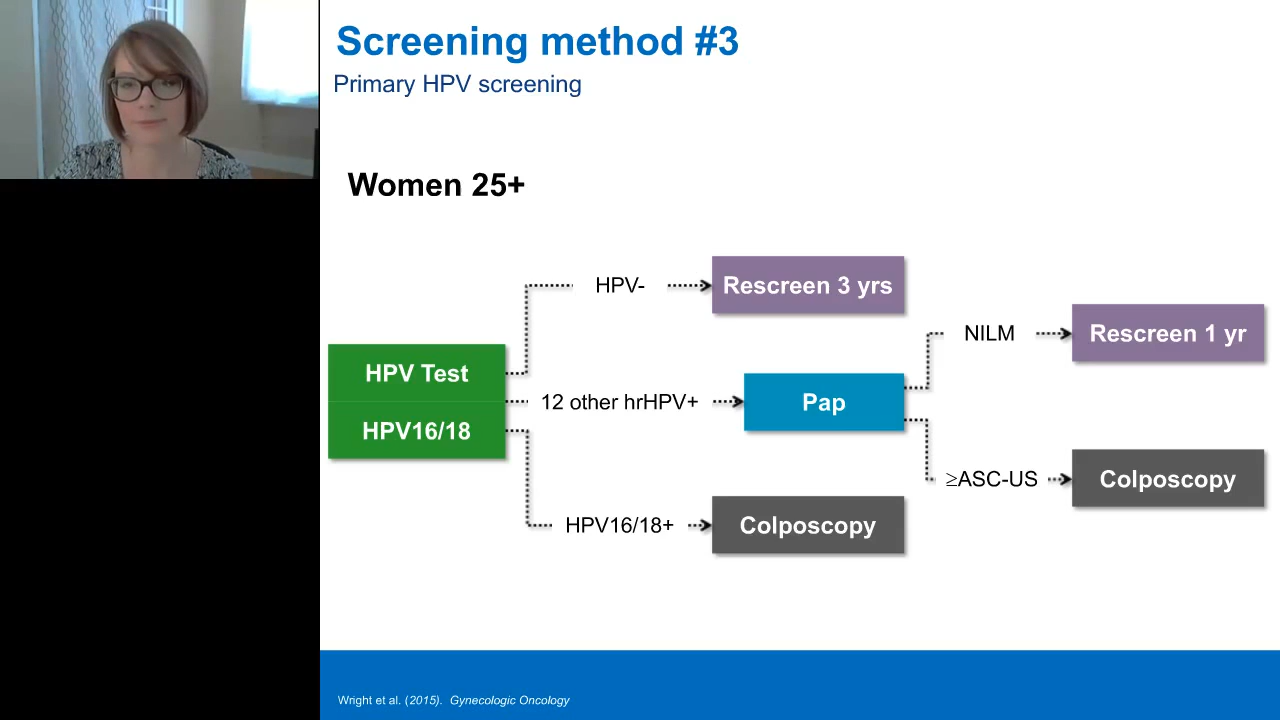 Screening method #3
Primary HPV screening
Women 25+
HPV-
Rescreen 3 yrs
NILM
Rescreen 1 yr
HPV Test
12 other hrHPV+
Pap
HPV16/18
≥ASC-US
Colposcopy
HPV16/18+
Colposcopy
Wright et al. (2015). Gynecologic Oncology